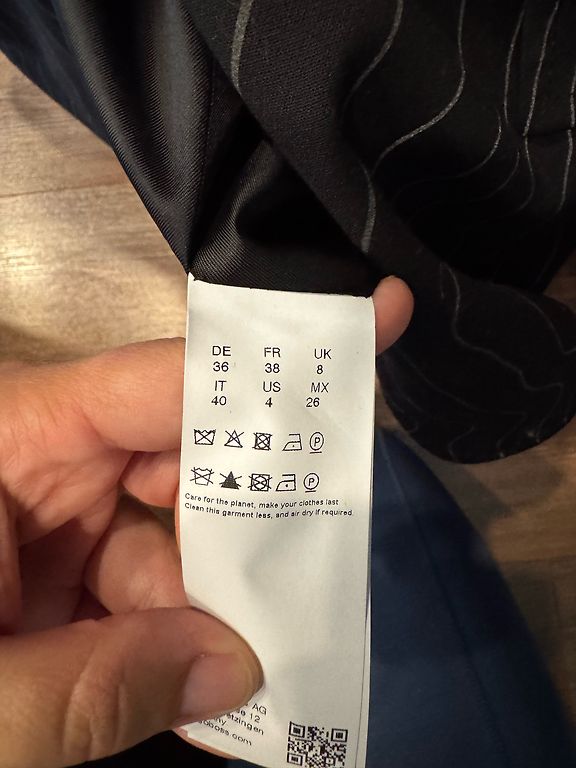 DE FR UK
36 38 8
IT US MX
40 4 26
P
P
Care for the planet, make your clothes last
Clean this garment less, and air dry if required.
AG
12